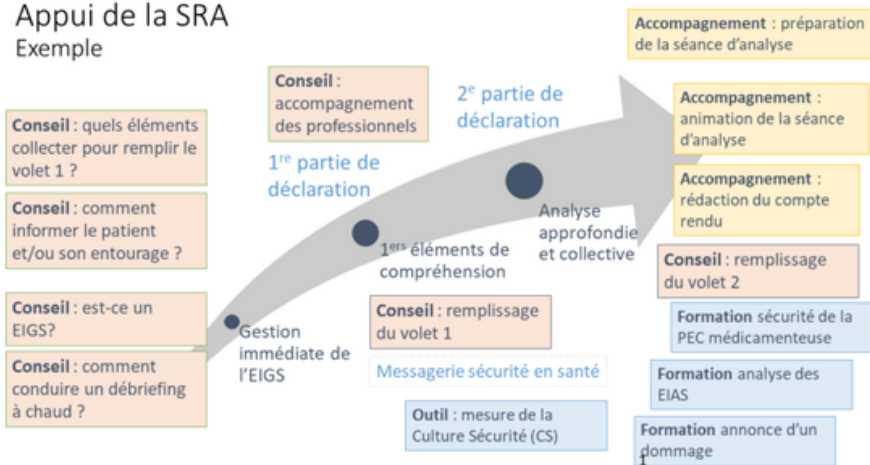 Appui de la SRA
Exemple
Conseil : quels éléments
collecter pour remplir le
volet 1 ?
Conseil : comment
informer le patient
et/ou son entourage ?
Conseil : est-ce un
EIGS?
Conseil : comment
conduire un débriefing
à chaud ?
Gestion
immédiate de
l'EIGS
Conseil :
accompagnement
des professionnels
1re partie de
déclaration
1ers éléments de
compréhension
Conseil : remplissage
du volet 1
Messagerie sécurité en santé
Outil : mesure de la
Culture Sécurité (CS)
2e partie de
déclaration
Analyse
approfondie
et collective
Accompagnement : préparation
de la séance d'analyse
Accompagnement :
animation de la séance
d'analyse
Accompagnement :
rédaction du compte
rendu
Conseil : remplissage
du volet 2
Formation sécurité de la
PEC médicamenteuse
Formation analyse des
EIAS
Formation annonce d'un
dommage
1